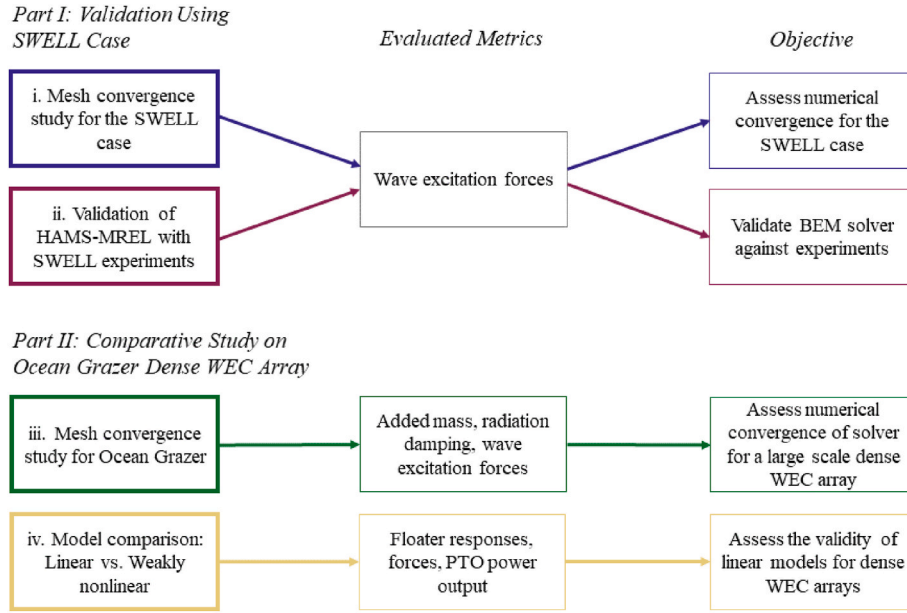 Part I: Validation Using
SWELL Case
Evaluated Metrics
Objective
i. Mesh convergence
study for the SWELL
case
Wave excitation forces
Assess numerical
convergence for the
SWELL case
ii. Validation of
HAMS-MREL with
SWELL experiments
Validate BEM solver
against experiments
Part II: Comparative Study on
Ocean Grazer Dense WEC Array
iii. Mesh convergence
study for Ocean Grazer
Added mass, radiation
damping, wave
excitation forces
Assess numerical
convergence of solver
for a large scale dense
WEC array
iv. Model comparison:
Linear vs. Weakly
nonlinear
Floater responses,
forces, PTO power
output
Assess the validity of
linear models for dense
WEC arrays